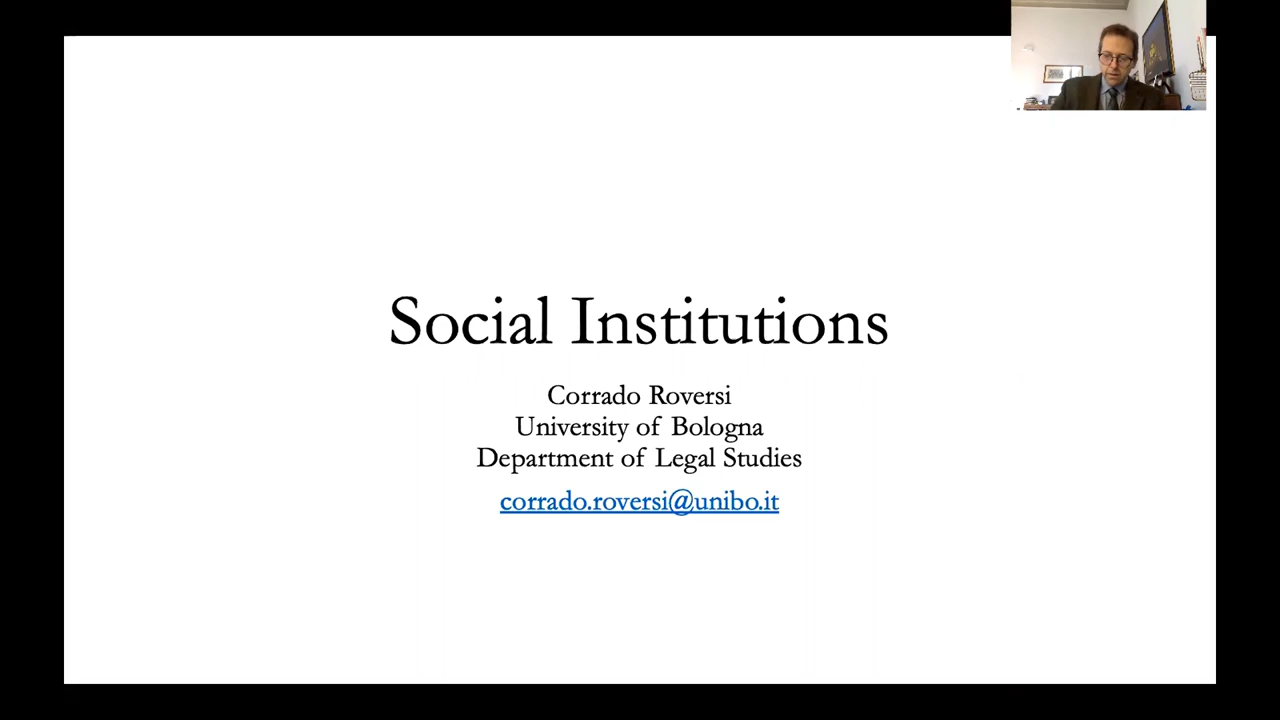 Social Institutions
Corrado Roversi
University of Bologna
Department of Legal Studies
corrado.roversi@unibo.it